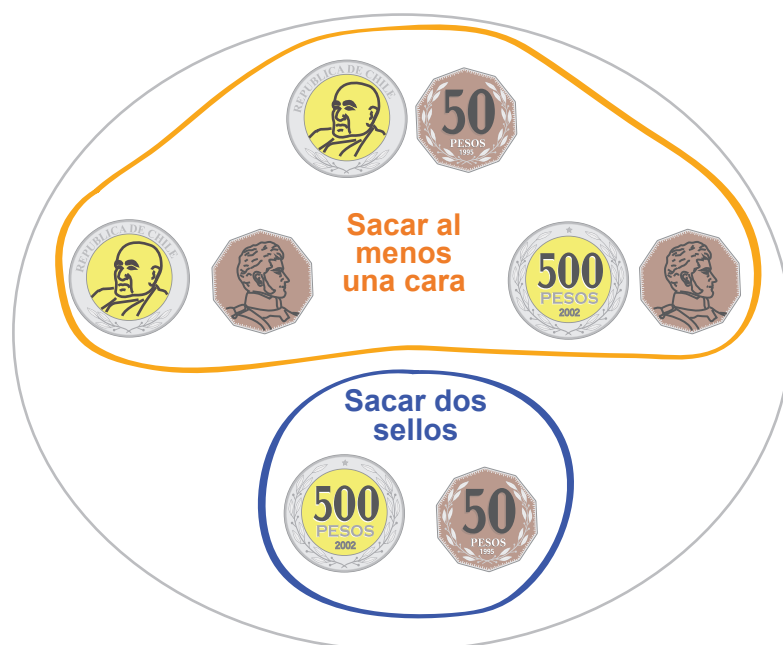 REPUBLICA DE CHILE
50
PESOS
1995
REPUBLICA DE CHILE
Sacar al
menos
una cara
500
PESOS
2002
Sacar dos
sellos
500
PESOS
2002
50
PESOS
1995